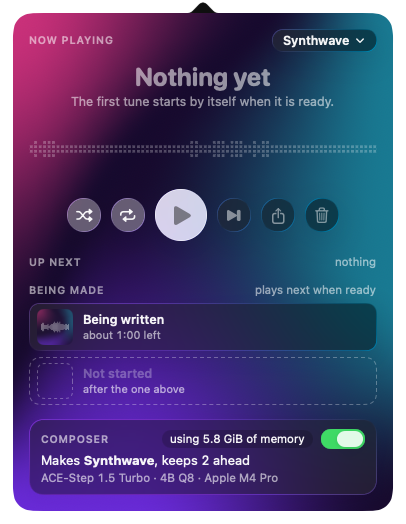 NOW PLAYING
Synthwave
Nothing yet
The first tune starts by itself when it is ready.
UP NEXT
nothing
BEING MADE
plays next when ready
Being written
about 1:00 left
Not started
after the one above
COMPOSER
using 5.8 GiB of memory
Makes Synthwave, keeps 2 ahead
ACE-Step 1.5 Turbo · 4B Q8 · Apple M4 Pro